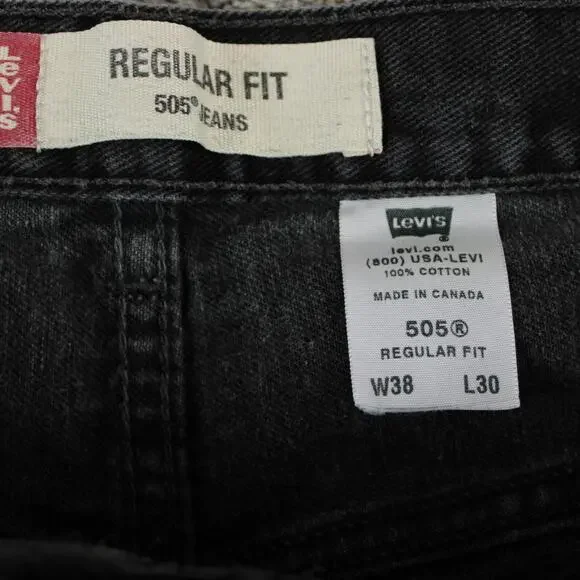 Levi's
REGULAR FIT
505® JEANS
Levi's ®
levi.com
(800) USA-LEVI
100% COTTON
MADE IN CANADA
505®
REGULAR FIT
W38 L30